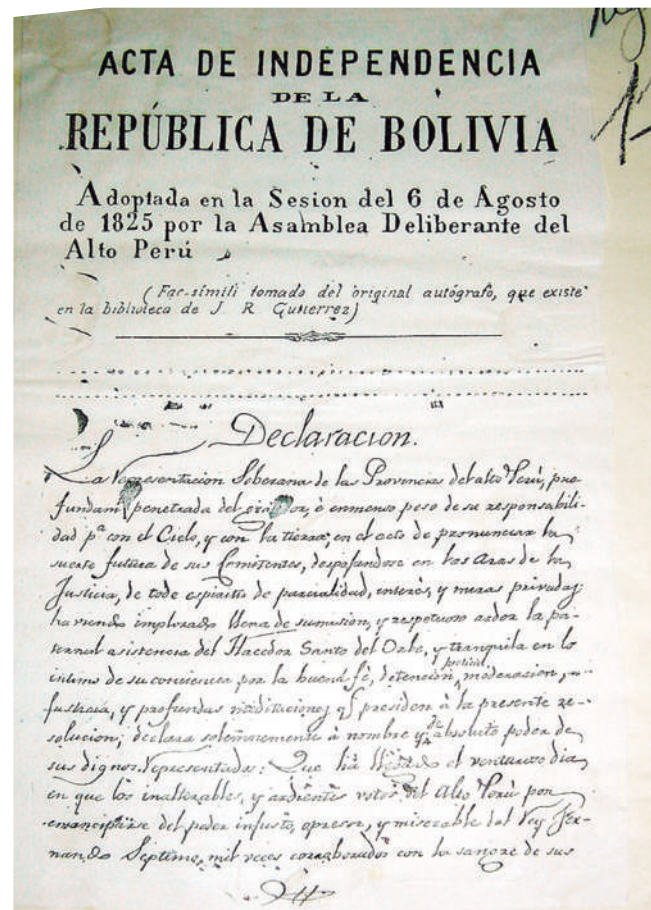 ACTA DE INDEPENDENCIA
DE LA
REPÚBLICA DE BOLIVIA
Adoptada en la Sesion del 6 de Agosto
de 1825 por la Asamblea Deliberante del
Alto Perú
(Fac-símili tomado del original autógrafo, que existe
en la biblioteca de J R Gutierrez)
Declaracion.
La Representacion Soberana de las Provincias del alto Perú, pro-
fundam penetrada del grandor, é inmenso peso de su responsabili-
dad pª con el Cielo, y con la tierra, en el acto de pronunciar la
suerte futura de sus Comitentes, despojandose en las Aras de la
Justicia, de todo espiritu de parcialidad, interes, y miras privadas;
haviendo implorado llena de sumision, y respetuoso ardor la pa-
ternal asistencia del Hacedor Santo del Orbe, y tranquila en lo
intimo de su conciencia por la buena fé, detencion, moderacion,
justicia, y profundas meditaciones qᵉ presiden á la presente re-
solucion; declara solemnemente á nombre y de absoluto poder de
sus dignos Representados: Que há llegado el venturoso dia
en que los inalterables, y ardientes votos del Alto Perú por
emanciparse del poder injusto, opresor, y miserable del Rey Fer-
nando Septimo, mil veces corroborados con la sangre de sus